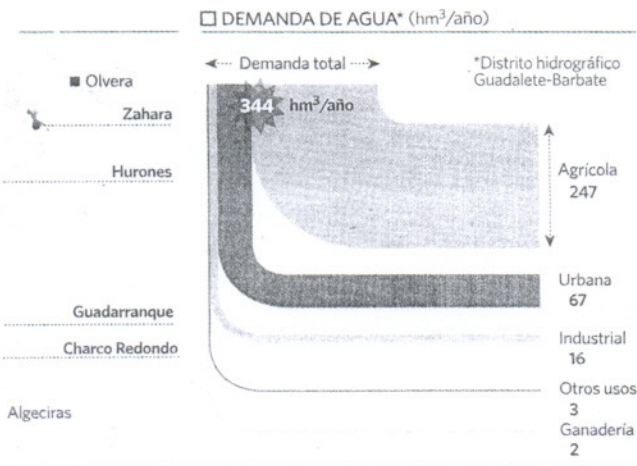 □ DEMANDA DE AGUA* (hm³/año)
Demanda total
*Distrito hidrográfico
Guadalete-Barbate
■ Olvera
Zahara
Hurones
Guadarranque
Charco Redondo
Algeciras
344 hm³/año
Agrícola
247
Urbana
67
Industrial
16
Otros usos
3
Ganadería
2